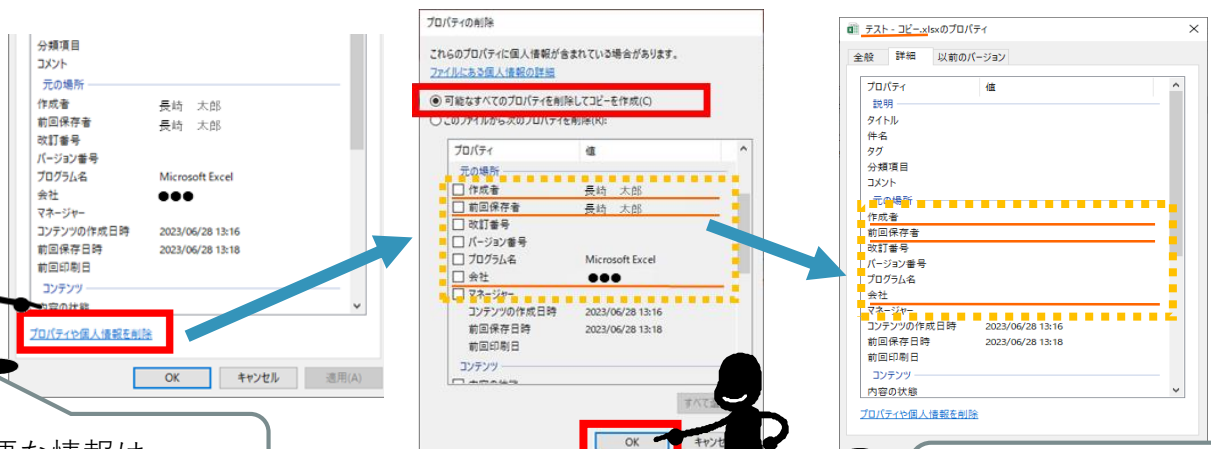 分類項目
コメント
元の場所
作成者 長崎 太郎
前回保存者 長崎 太郎
改訂番号
バージョン番号
プログラム名 Microsoft Excel
会社 ●●●
マネージャー
コンテンツの作成日時 2023/06/28 13:16
前回保存日時 2023/06/28 13:18
前回印刷日
コンテンツ
内容の状態
プロパティや個人情報を削除
OK キャンセル 適用(A)
な情報は
プロパティの削除
これらのプロパティに個人情報が含まれている場合があります。
ファイルにある個人情報の詳細
可能なすべてのプロパティを削除してコピーを作成(C)
このファイルから次のプロパティを削除(R):
プロパティ 値
元の場所
作成者 長崎 太郎
前回保存者 長崎 太郎
改訂番号
バージョン番号
プログラム名 Microsoft Excel
会社 ●●●
マネージャー
コンテンツの作成日時 2023/06/28 13:16
前回保存日時 2023/06/28 13:18
前回印刷日
コンテンツ
内容の状態
すべて
OK キャンセ
テスト - コピー.xlsxのプロパティ
全般 詳細 以前のバージョン
プロパティ 値
説明
タイトル
件名
タグ
分類項目
コメント
元の場所
作成者
前回保存者
改訂番号
バージョン番号
プログラム名
会社
マネージャー
コンテンツの作成日時 2023/06/28 13:16
前回保存日時 2023/06/28 13:18
前回印刷日
コンテンツ
内容の状態
プロパティや個人情報を削除